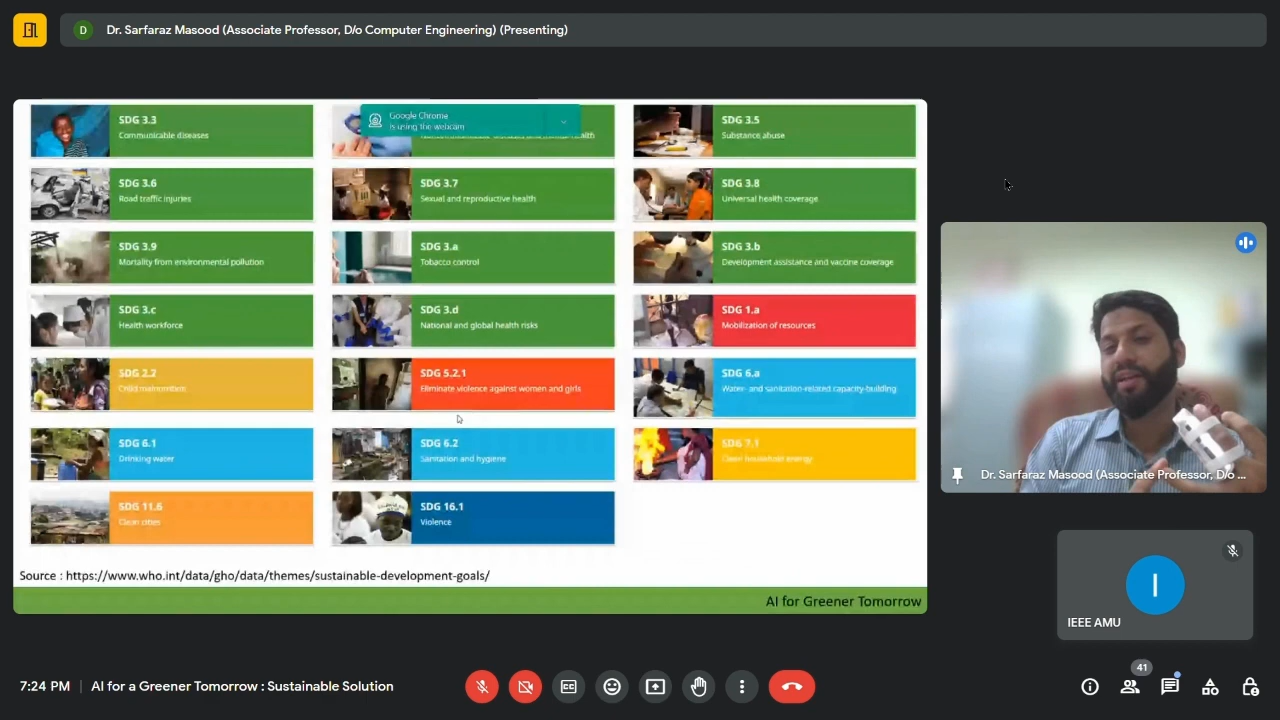 D
Dr. Sarfaraz Masood (Associate Professor, D/o Computer Engineering) (Presenting)
SDG 3.3
Communicable diseases
Google Chrome
is using the webcam
SDG 3.5
Substance abuse
SDG 3.6
Road traffic injuries
SDG 3.7
Sexual and reproductive health
SDG 3.8
Universal health coverage
SDG 3.9
Mortality from environmental pollution
SDG 3.a
Tobacco control
SDG 3.b
Development assistance and vaccine coverage
SDG 3.c
Health workforce
SDG 3.d
National and global health risks
SDG 1.a
Mobilization of resources
SDG 2.2
Child malnutrition
SDG 5.2.1
Eliminate violence against women and girls
SDG 6.a
Water- and sanitation-related capacity-building
SDG 6.1
Drinking water
SDG 6.2
Sanitation and hygiene
SDG 7.1
Clean household energy
SDG 11.6
Clean cities
SDG 16.1
Violence
Source : https://www.who.int/data/gho/data/themes/sustainable-development-goals/
AI for Greener Tomorrow
Dr. Sarfaraz Masood (Associate Professor, D/o ...
I
IEEE AMU
7:24 PM | AI for a Greener Tomorrow : Sustainable Solution
41